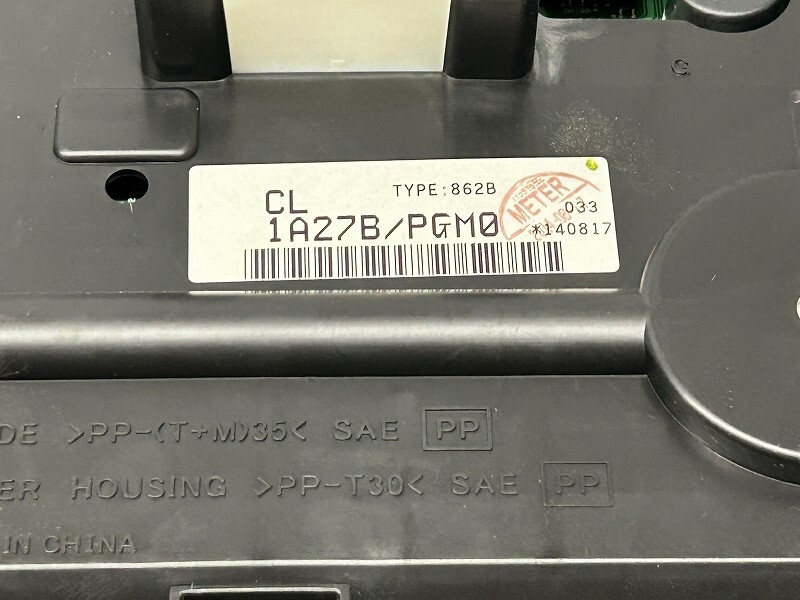 G
CL TYPE:862B
1A27B/PGM0 METER 033
*140817
DE >PP-(T+M)35< SAE PP
ER HOUSING >PP-T30< SAE PP
IN CHINA